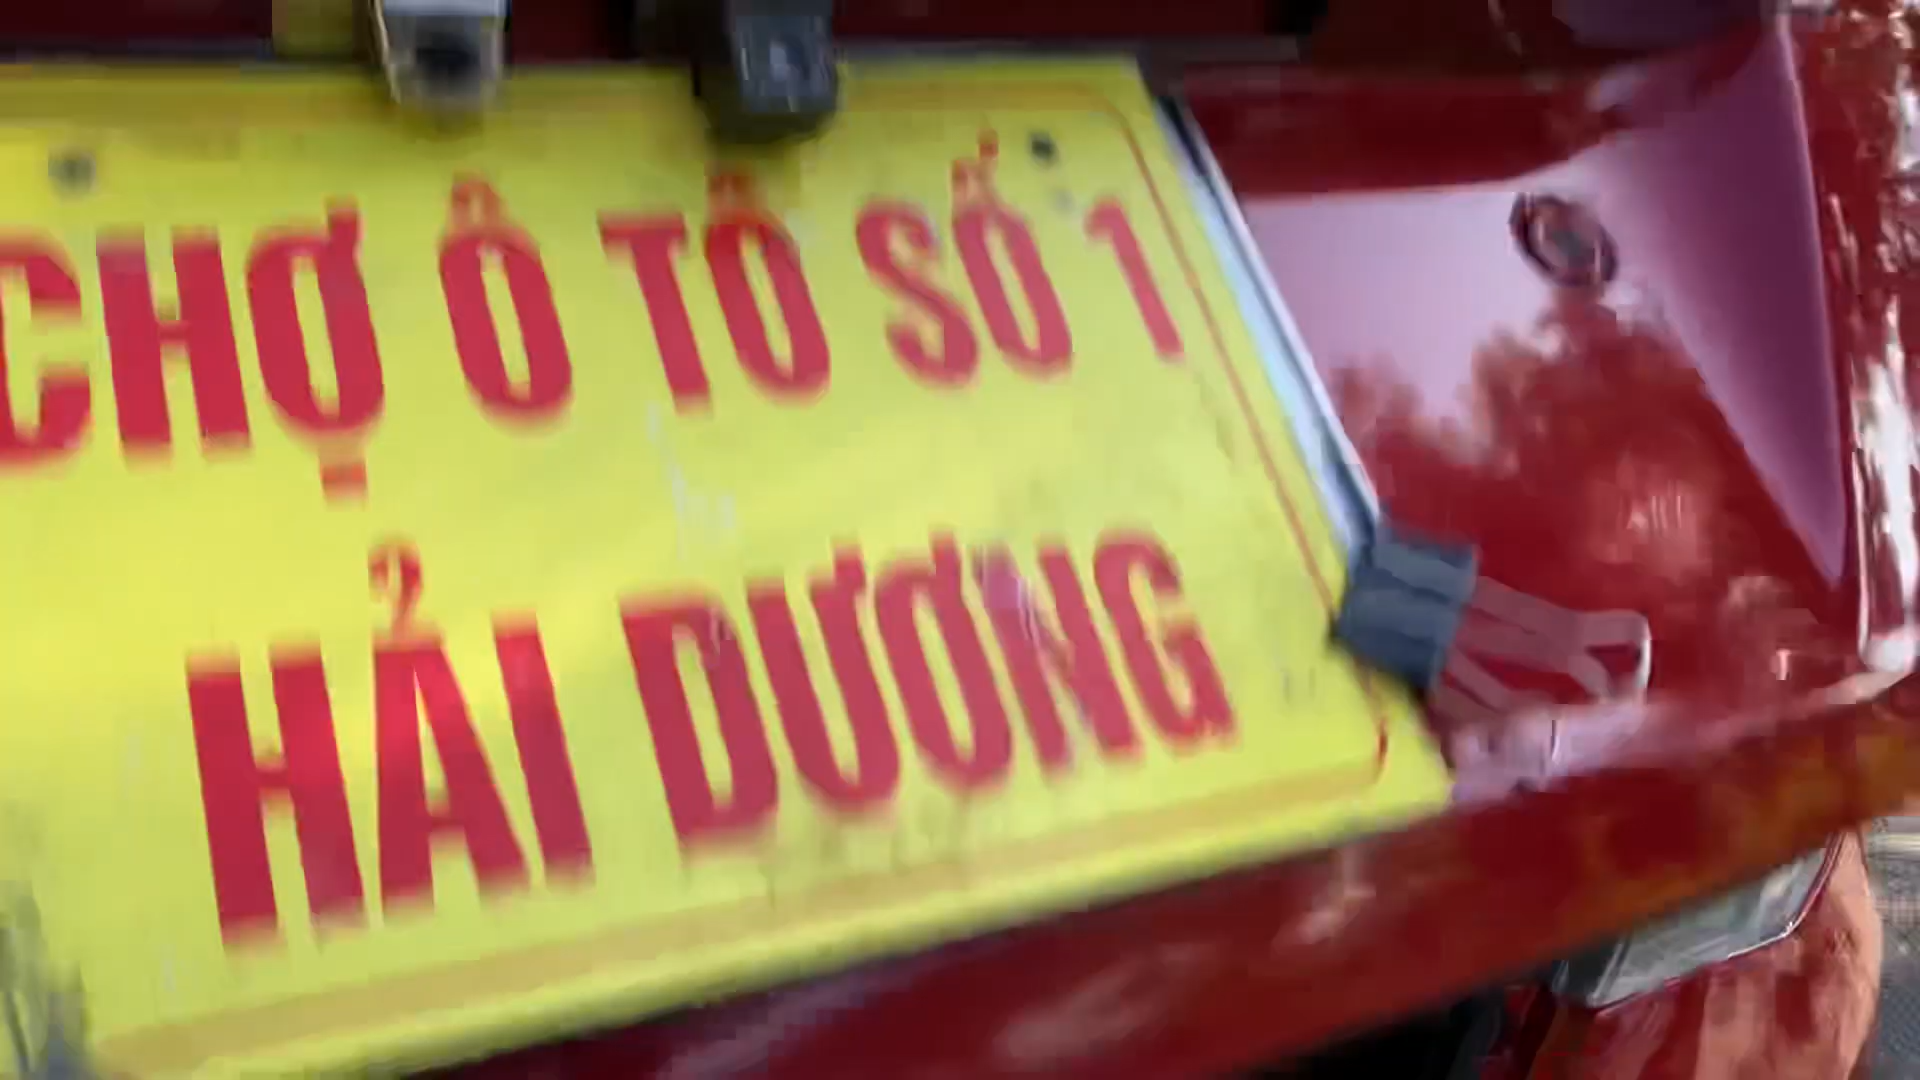 CHỢ Ô TÔ SỐ 1
HẢI DƯƠNG